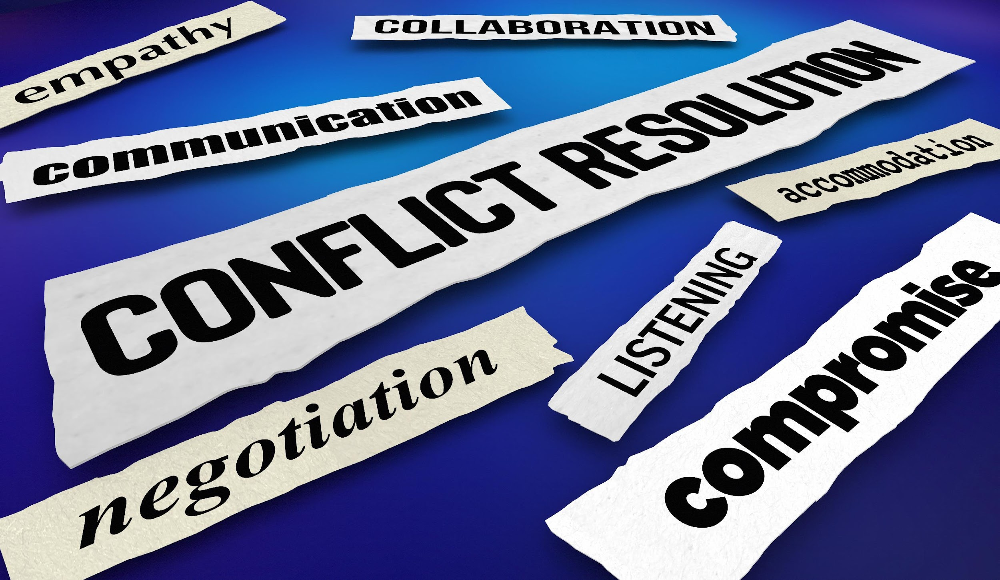 empathy
COLLABORATION
communication
CONFLICT RESOLUTION
accommodation
LISTENING
compromise
negotiation